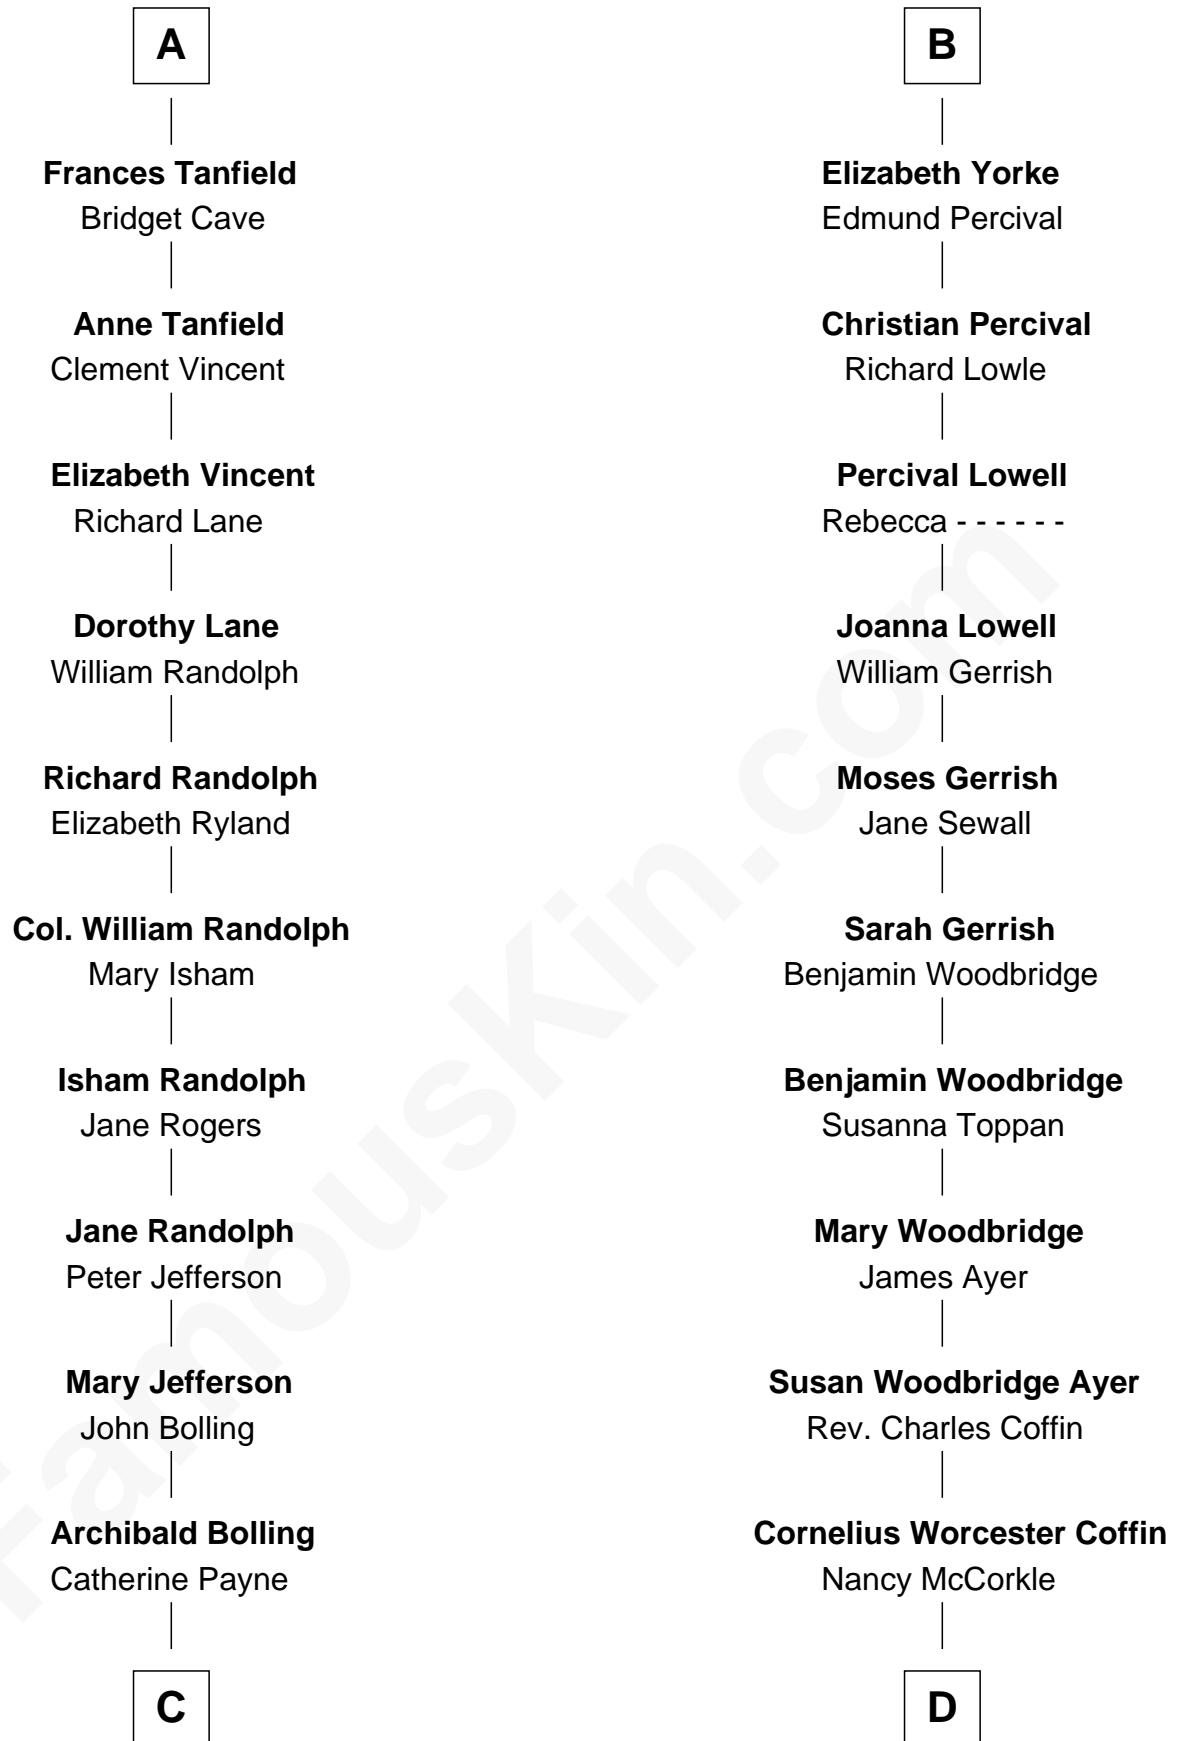 A
Frances Tanfield
Bridget Cave
Anne Tanfield
Clement Vincent
Elizabeth Vincent
Richard Lane
Dorothy Lane
William Randolph
Richard Randolph
Elizabeth Ryland
Col. William Randolph
Mary Isham
Isham Randolph
Jane Rogers
Jane Randolph
Peter Jefferson
Mary Jefferson
John Bolling
Archibald Bolling
Catherine Payne
C
B
Elizabeth Yorke
Edmund Percival
Christian Percival
Richard Lowle
Percival Lowell
Rebecca - - - - - -
Joanna Lowell
William Gerrish
Moses Gerrish
Jane Sewall
Sarah Gerrish
Benjamin Woodbridge
Benjamin Woodbridge
Susanna Toppan
Mary Woodbridge
James Ayer
Susan Woodbridge Ayer
Rev. Charles Coffin
Cornelius Worcester Coffin
Nancy McCorkle
D
FamousKin.com